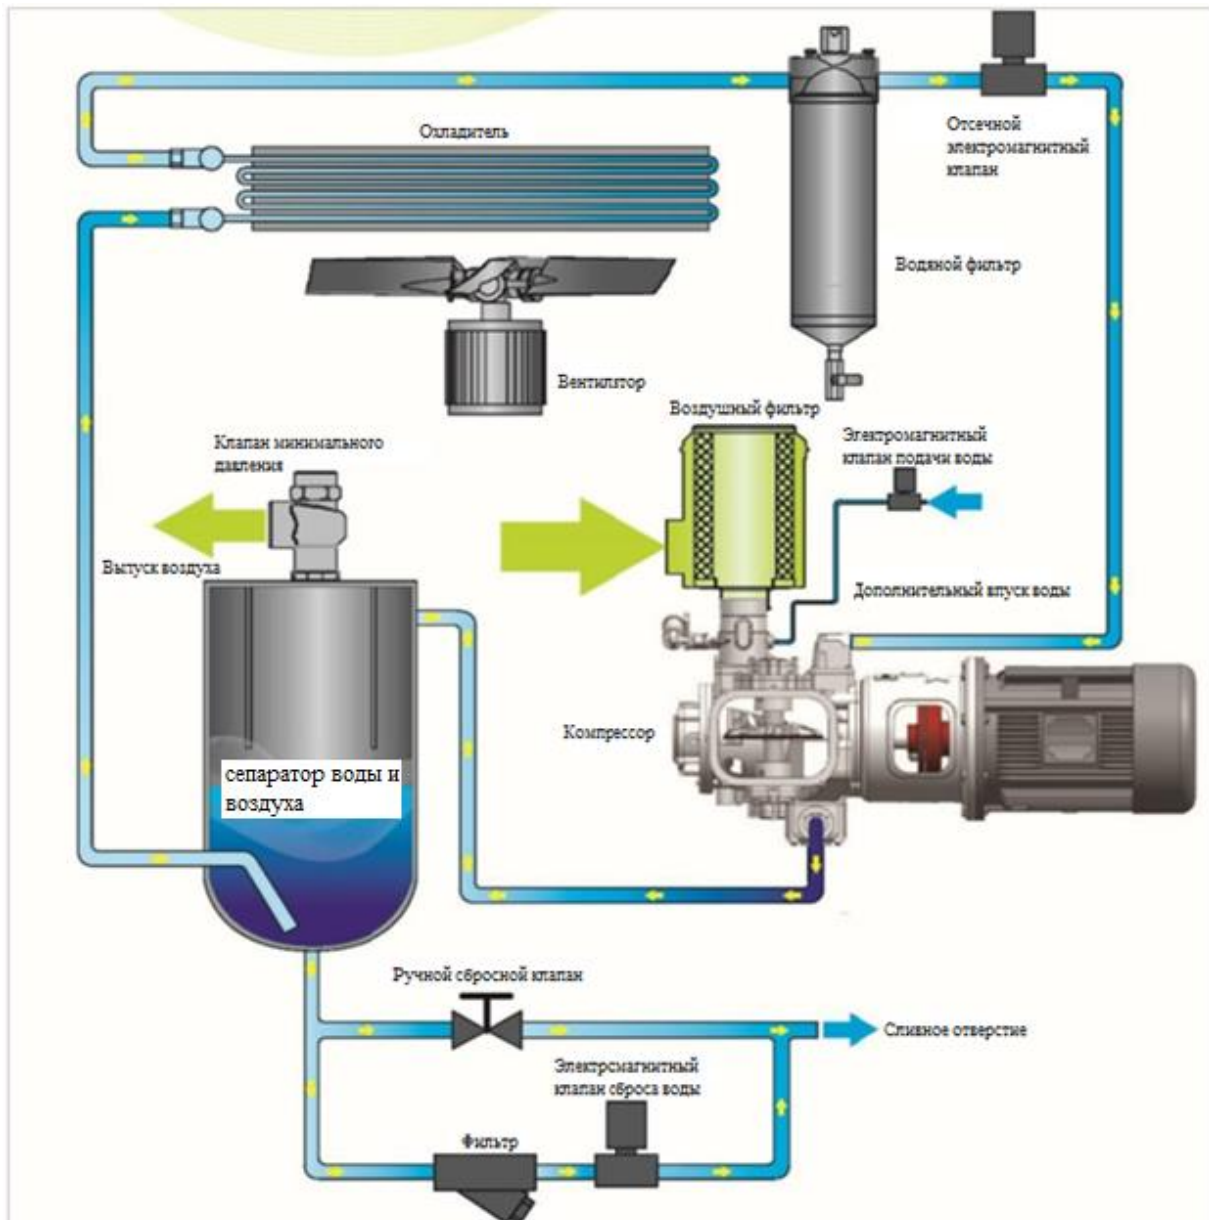 Охладитель
Отсечной
электромагнитный
клапан
Водяной фильтр
Вентилятор
Воздушный фильтр
Электромагнитный
клапан подачи воды
Клапан минимального
давления
Выпуск воздуха
Дополнительный впуск воды
Компрессор
сепаратор воды и
воздуха
Ручной сбросной клапан
Сливное отверстие
Электромагнитный
клапан сброса воды
Фильтр